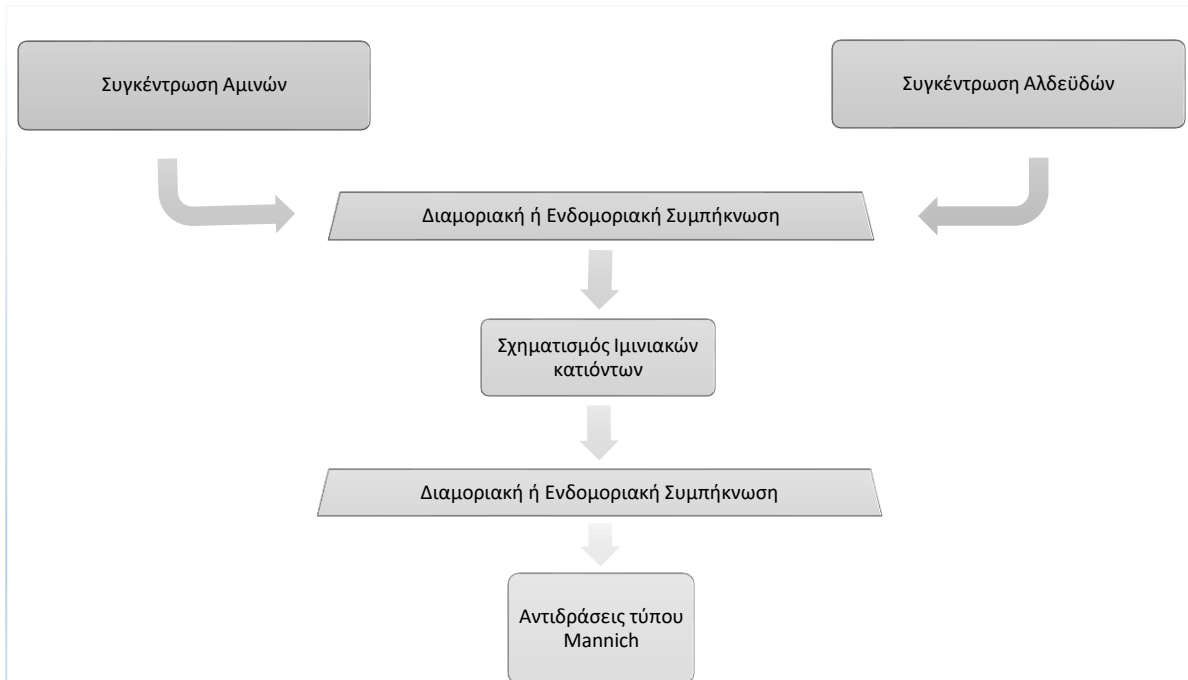 Συγκέντρωση Αμινών
Συγκέντρωση Αλδεϋδών
Διαμοριακή ή Ενδομοριακή Συμπήκνωση
Σχηματισμός Ιμινιακών
κατιόντων
Διαμοριακή ή Ενδομοριακή Συμπήκνωση
Αντιδράσεις τύπου
Mannich